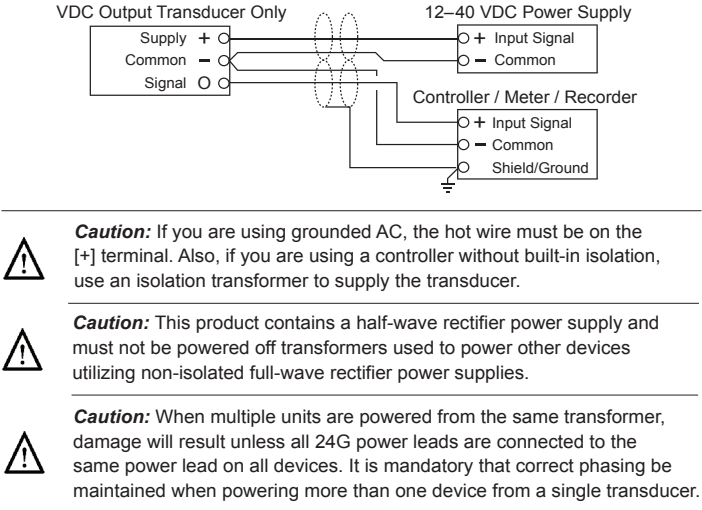 VDC Output Transducer Only
12–40 VDC Power Supply
Supply +
Common −
Signal O
+ Input Signal
− Common
Controller / Meter / Recorder
+ Input Signal
− Common
Shield/Ground
Caution: If you are using grounded AC, the hot wire must be on the
[+] terminal. Also, if you are using a controller without built-in isolation,
use an isolation transformer to supply the transducer.
Caution: This product contains a half-wave rectifier power supply and
must not be powered off transformers used to power other devices
utilizing non-isolated full-wave rectifier power supplies.
Caution: When multiple units are powered from the same transformer,
damage will result unless all 24G power leads are connected to the
same power lead on all devices. It is mandatory that correct phasing be
maintained when powering more than one device from a single transducer.